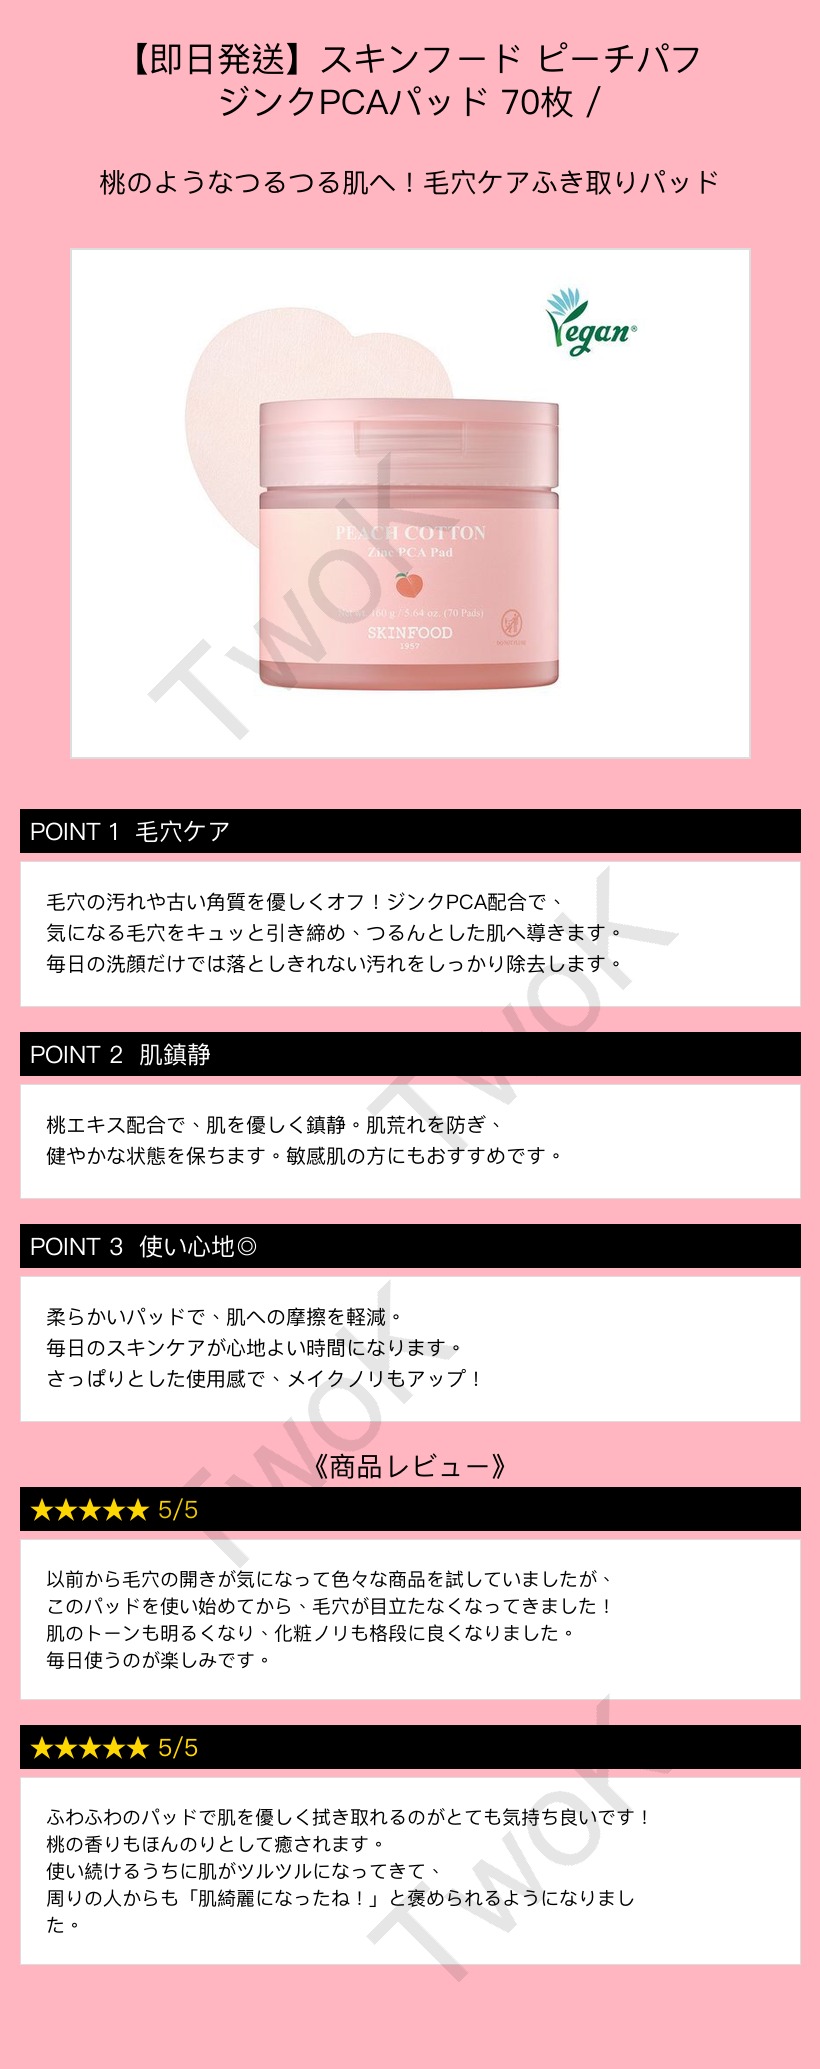 【即日発送】スキンフード ピーチパフ
ジンクPCAパッド 70枚 /
桃のようなつるつる肌へ！毛穴ケアふき取りパッド
Vegan®
PEACH COTTON
Zinc PCA Pad
Net wt. 160 g / 5.64 oz. (70 Pads)
SKINFOOD
1957
TwoK
POINT 1 毛穴ケア
毛穴の汚れや古い角質を優しくオフ！ジンクPCA配合で、
気になる毛穴をキュッと引き締め、つるんとした肌へ導きます。
毎日の洗顔だけでは落としきれない汚れをしっかり除去します。
TwoK
POINT 2 肌鎮静
桃エキス配合で、肌を優しく鎮静。肌荒れを防ぎ、
健やかな状態を保ちます。敏感肌の方にもおすすめです。
POINT 3 使い心地◎
柔らかいパッドで、肌への摩擦を軽減。
毎日のスキンケアが心地よい時間になります。
さっぱりとした使用感で、メイクノリもアップ！
TwoK
《商品レビュー》
★★★★★ 5/5
以前から毛穴の開きが気になって色々な商品を試していましたが、
このパッドを使い始めてから、毛穴が目立たなくなってきました！
肌のトーンも明るくなり、化粧ノリも格段に良くなりました。
毎日使うのが楽しみです。
★★★★★ 5/5
ふわふわのパッドで肌を優しく拭き取れるのがとても気持ち良いです！
桃の香りもほんのりとして癒されます。
使い続けるうちに肌がツルツルになってきて、
周りの人からも「肌綺麗になったね！」と褒められるようになりまし
た。
TwoK